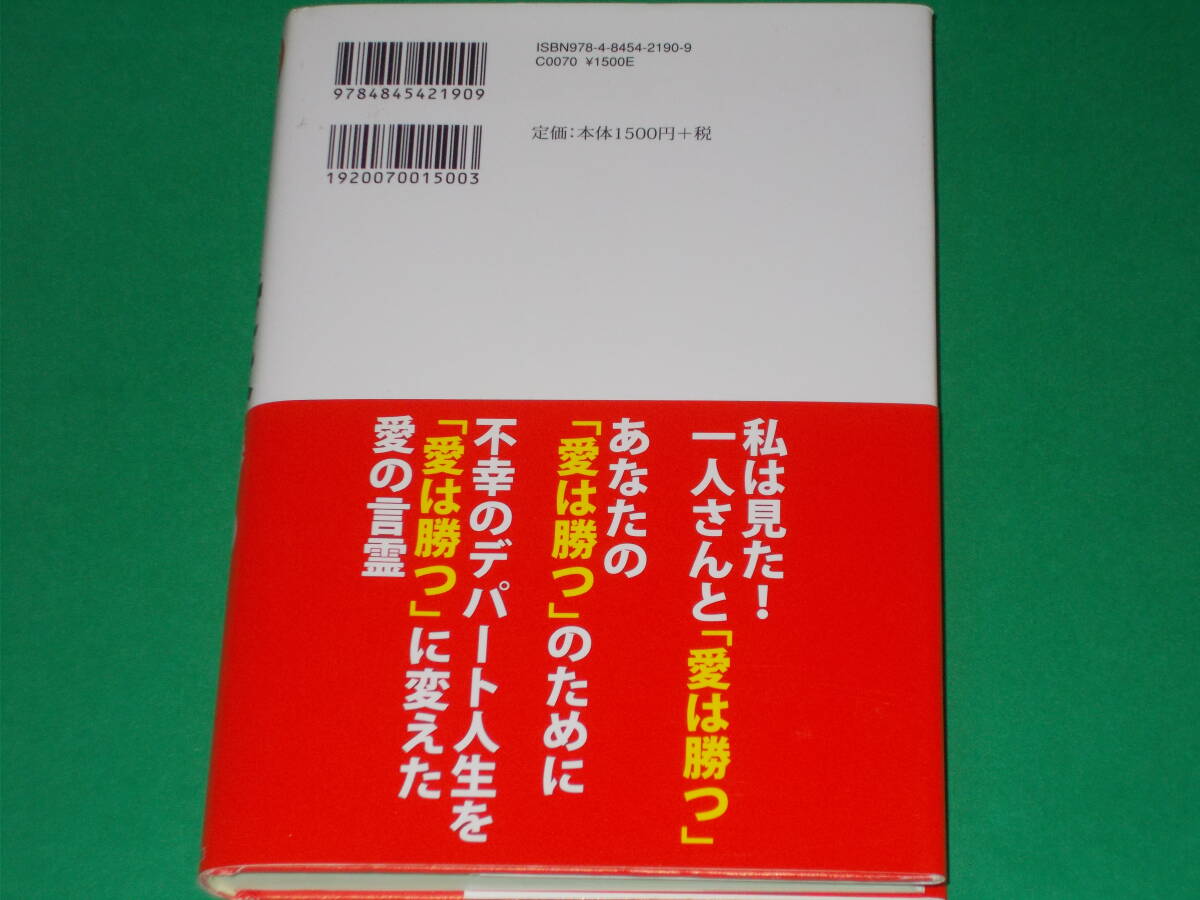 ISBN978-4-8454-2190-9
C0070 ¥1500E
9784845421909
定価:本体1500円+税
1920070015003
私は見た!
一人さんと「愛は勝つ」
あなたの
「愛は勝つ」のために
不幸のデパート人生を
「愛は勝つ」に変えた
愛の言霊